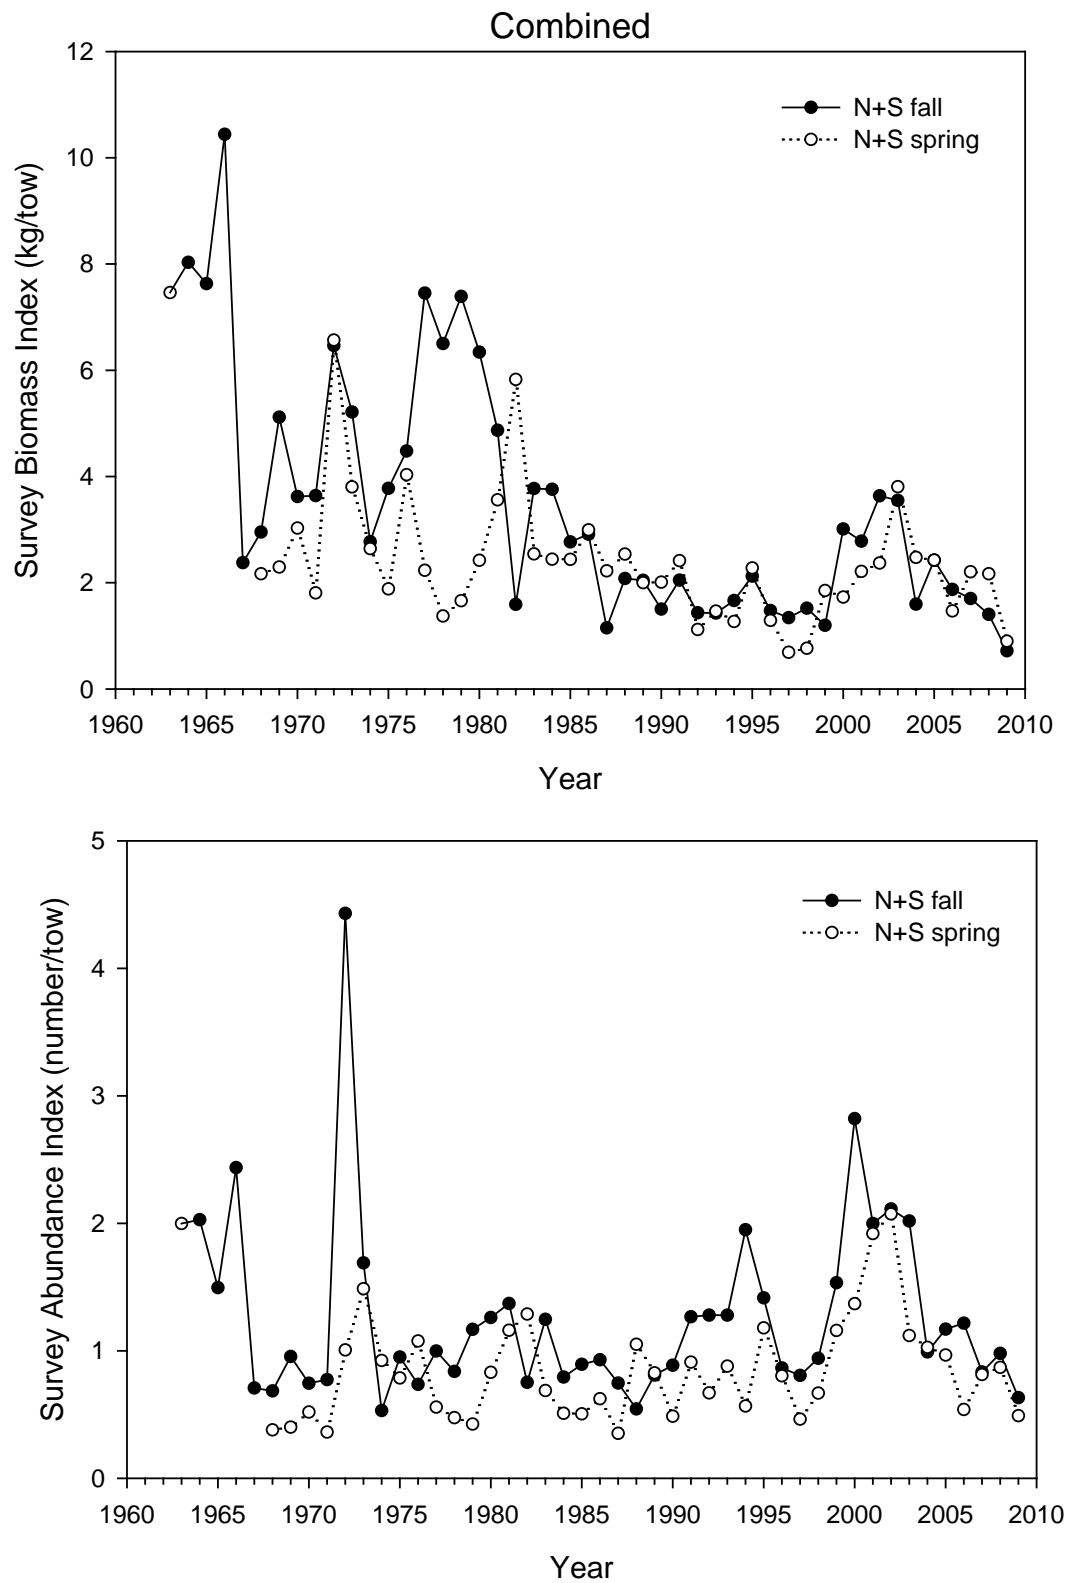 Combined
Survey Biomass Index (kg/tow)
12
10
8
6
4
2
0
N+S fall
N+S spring
1960 1965 1970 1975 1980 1985 1990 1995 2000 2005 2010
Year
Survey Abundance Index (number/tow)
5
4
3
2
1
0
N+S fall
N+S spring
1960 1965 1970 1975 1980 1985 1990 1995 2000 2005 2010
Year